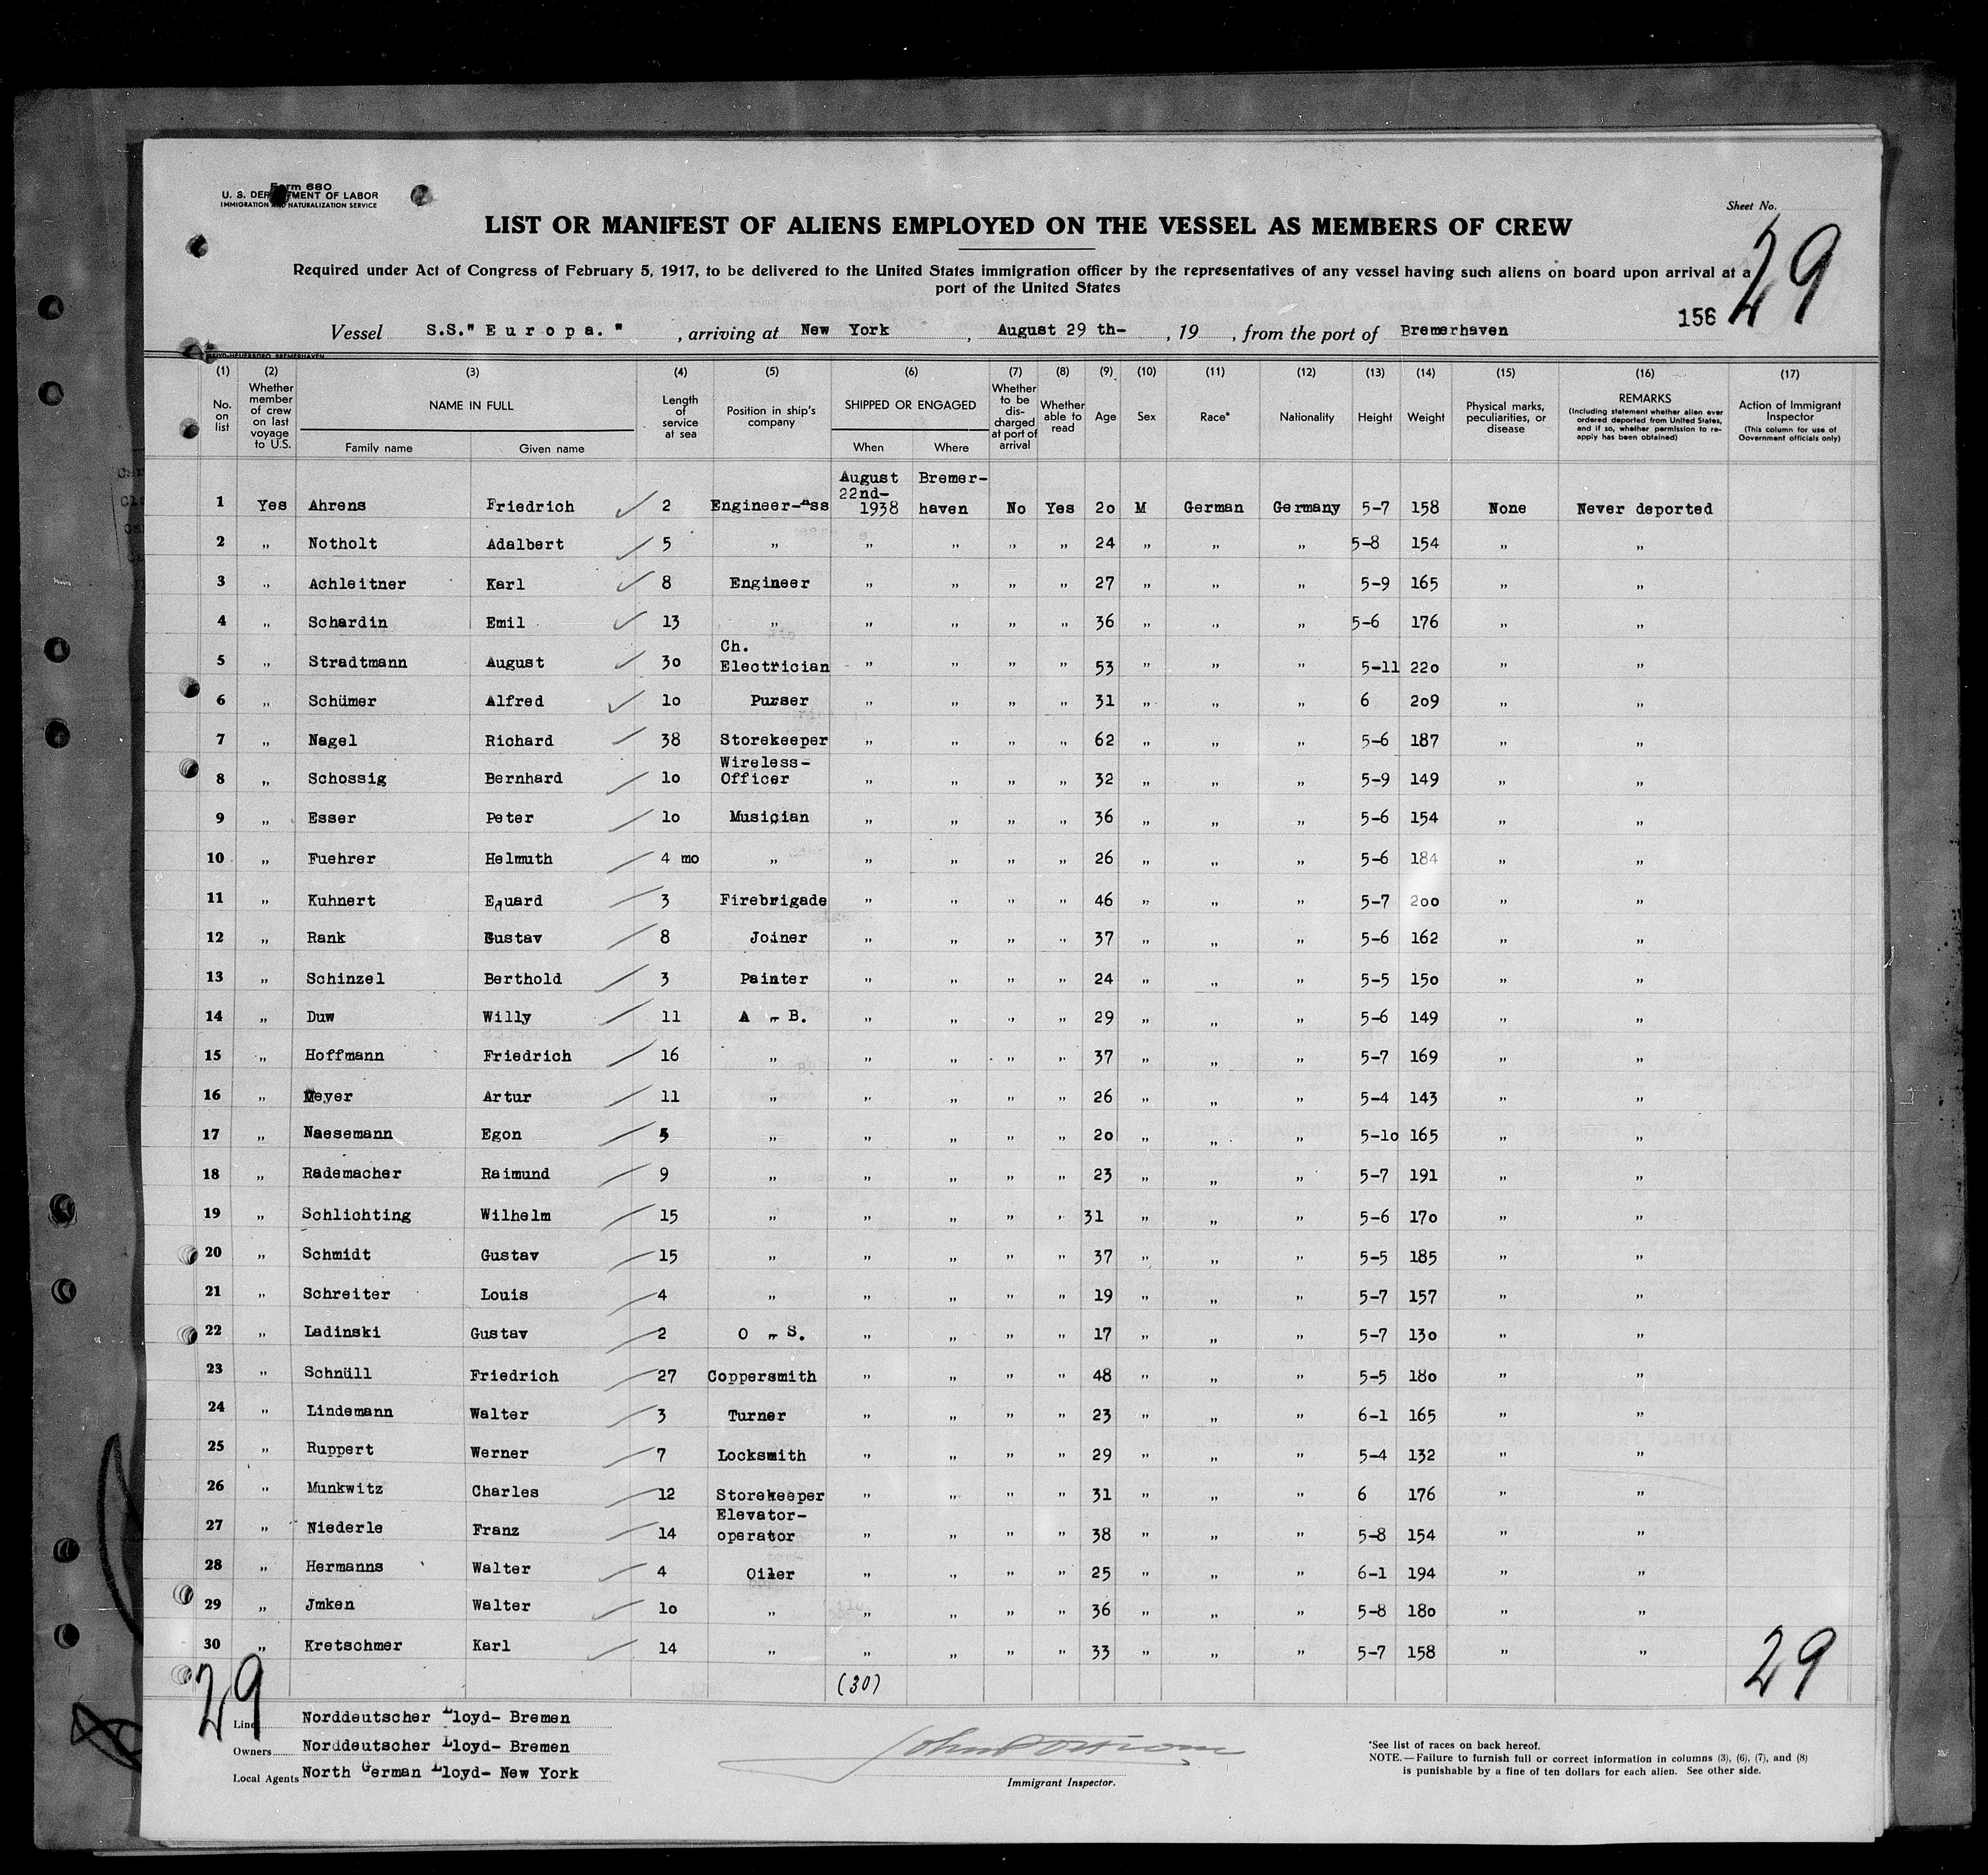 Form 680
U. S. DEPARTMENT OF LABOR
IMMIGRATION AND NATURALIZATION SERVICE
Sheet No.
29
LIST OR MANIFEST OF ALIENS EMPLOYED ON THE VESSEL AS MEMBERS OF CREW
Required under Act of Congress of February 5, 1917, to be delivered to the United States immigration officer by the representatives of any vessel having such aliens on board upon arrival at a
port of the United States
156
Vessel S.S." E u r o p a. " , arriving at New York , August 29 th- , 19 , from the port of Bremerhaven
(1) (2) (3) (4) (5) (6) (7) (8) (9) (10) (11) (12) (13) (14) (15) (16) (17)
No. on list
Whether member of crew on last voyage to U.S.
NAME IN FULL
Family name Given name
Length of service at sea
Position in ship's company
SHIPPED OR ENGAGED
When Where
Whether to be dis-charged at port of arrival
Whether able to read
Age
Sex
Race*
Nationality
Height
Weight
Physical marks, peculiarities, or disease
REMARKS
(Including statement whether alien ever ordered deported from United States, and if so, whether permission to re-apply has been obtained)
Action of Immigrant Inspector
(This column for use of Government officials only)
1 Yes Ahrens Friedrich 2 Engineer-Ass August 22nd- 1938 Bremer- haven No Yes 2o M German Germany 5-7 158 None Never deported
2 " Notholt Adalbert 5 " " " " " 24 " " " 5-8 154 " "
3 " Achleitner Karl 8 Engineer " " " " 27 " " " 5-9 165 " "
4 " Schardin Emil 13 " " " " " 36 " " " 5-6 176 " "
5 " Stradtmann August 3o Ch. Electrician " " " " 53 " " " 5-11 22o " "
6 " Schümer Alfred 1o Purser " " " " 31 " " " 6 2o9 " "
7 " Nagel Richard 38 Storekeeper " " " " 62 " " " 5-6 187 " "
8 " Schossig Bernhard 1o Wireless- Officer " " " " 32 " " " 5-9 149 " "
9 " Esser Peter 1o Musician " " " " 36 " " " 5-6 154 " "
10 " Fuehrer Helmuth 4 mo " " " " " 26 " " " 5-6 184 " "
11 " Kuhnert Eduard 3 Firebrigade " " " " 46 " " " 5-7 2oo " "
12 " Rank Gustav 8 Joiner " " " " 37 " " " 5-6 162 " "
13 " Schinzel Berthold 3 Painter " " " " 24 " " " 5-5 15o " "
14 " Duw Willy 11 A - B. " " " " 29 " " " 5-6 149 " "
15 " Hoffmann Friedrich 16 " " " " " 37 " " " 5-7 169 " "
16 " Meyer Artur 11 " " " " " 26 " " " 5-4 143 " "
17 " Naesemann Egon 5 " " " " " 2o " " " 5-1o 165 " "
18 " Rademacher Raimund 9 " " " " " 23 " " " 5-7 191 " "
19 " Schlichting Wilhelm 15 " " " " " 31 " " " 5-6 17o " "
20 " Schmidt Gustav 15 " " " " " 37 " " " 5-5 185 " "
21 " Schreiter Louis 4 " " " " " 19 " " " 5-7 157 " "
22 " Ladinski Gustav 2 O - S. " " " " 17 " " " 5-7 13o " "
23 " Schnüll Friedrich 27 Coppersmith " " " " 48 " " " 5-5 18o " "
24 " Lindemann Walter 3 Turner " " " " 23 " " " 6-1 165 " "
25 " Ruppert Werner 7 Locksmith " " " " 29 " " " 5-4 132 " "
26 " Munkwitz Charles 12 Storekeeper " " " " 31 " " " 6 176 " "
27 " Niederle Franz 14 Elevator- operator " " " " 38 " " " 5-8 154 " "
28 " Hermanns Walter 4 Oiler " " " " 25 " " " 6-1 194 " "
29 " Jmken Walter 1o " " " " " 36 " " " 5-8 18o " "
30 " Kretschmer Karl 14 " " " " " 33 " " " 5-7 158 " "
(30)
29
29
Line Norddeutscher Lloyd- Bremen
Owners Norddeutscher Lloyd- Bremen
Local Agents North German Lloyd- New York
Immigrant Inspector.
*See list of races on back hereof.
NOTE.—Failure to furnish full or correct information in columns (3), (6), (7), and (8)
is punishable by a fine of ten dollars for each alien. See other side.